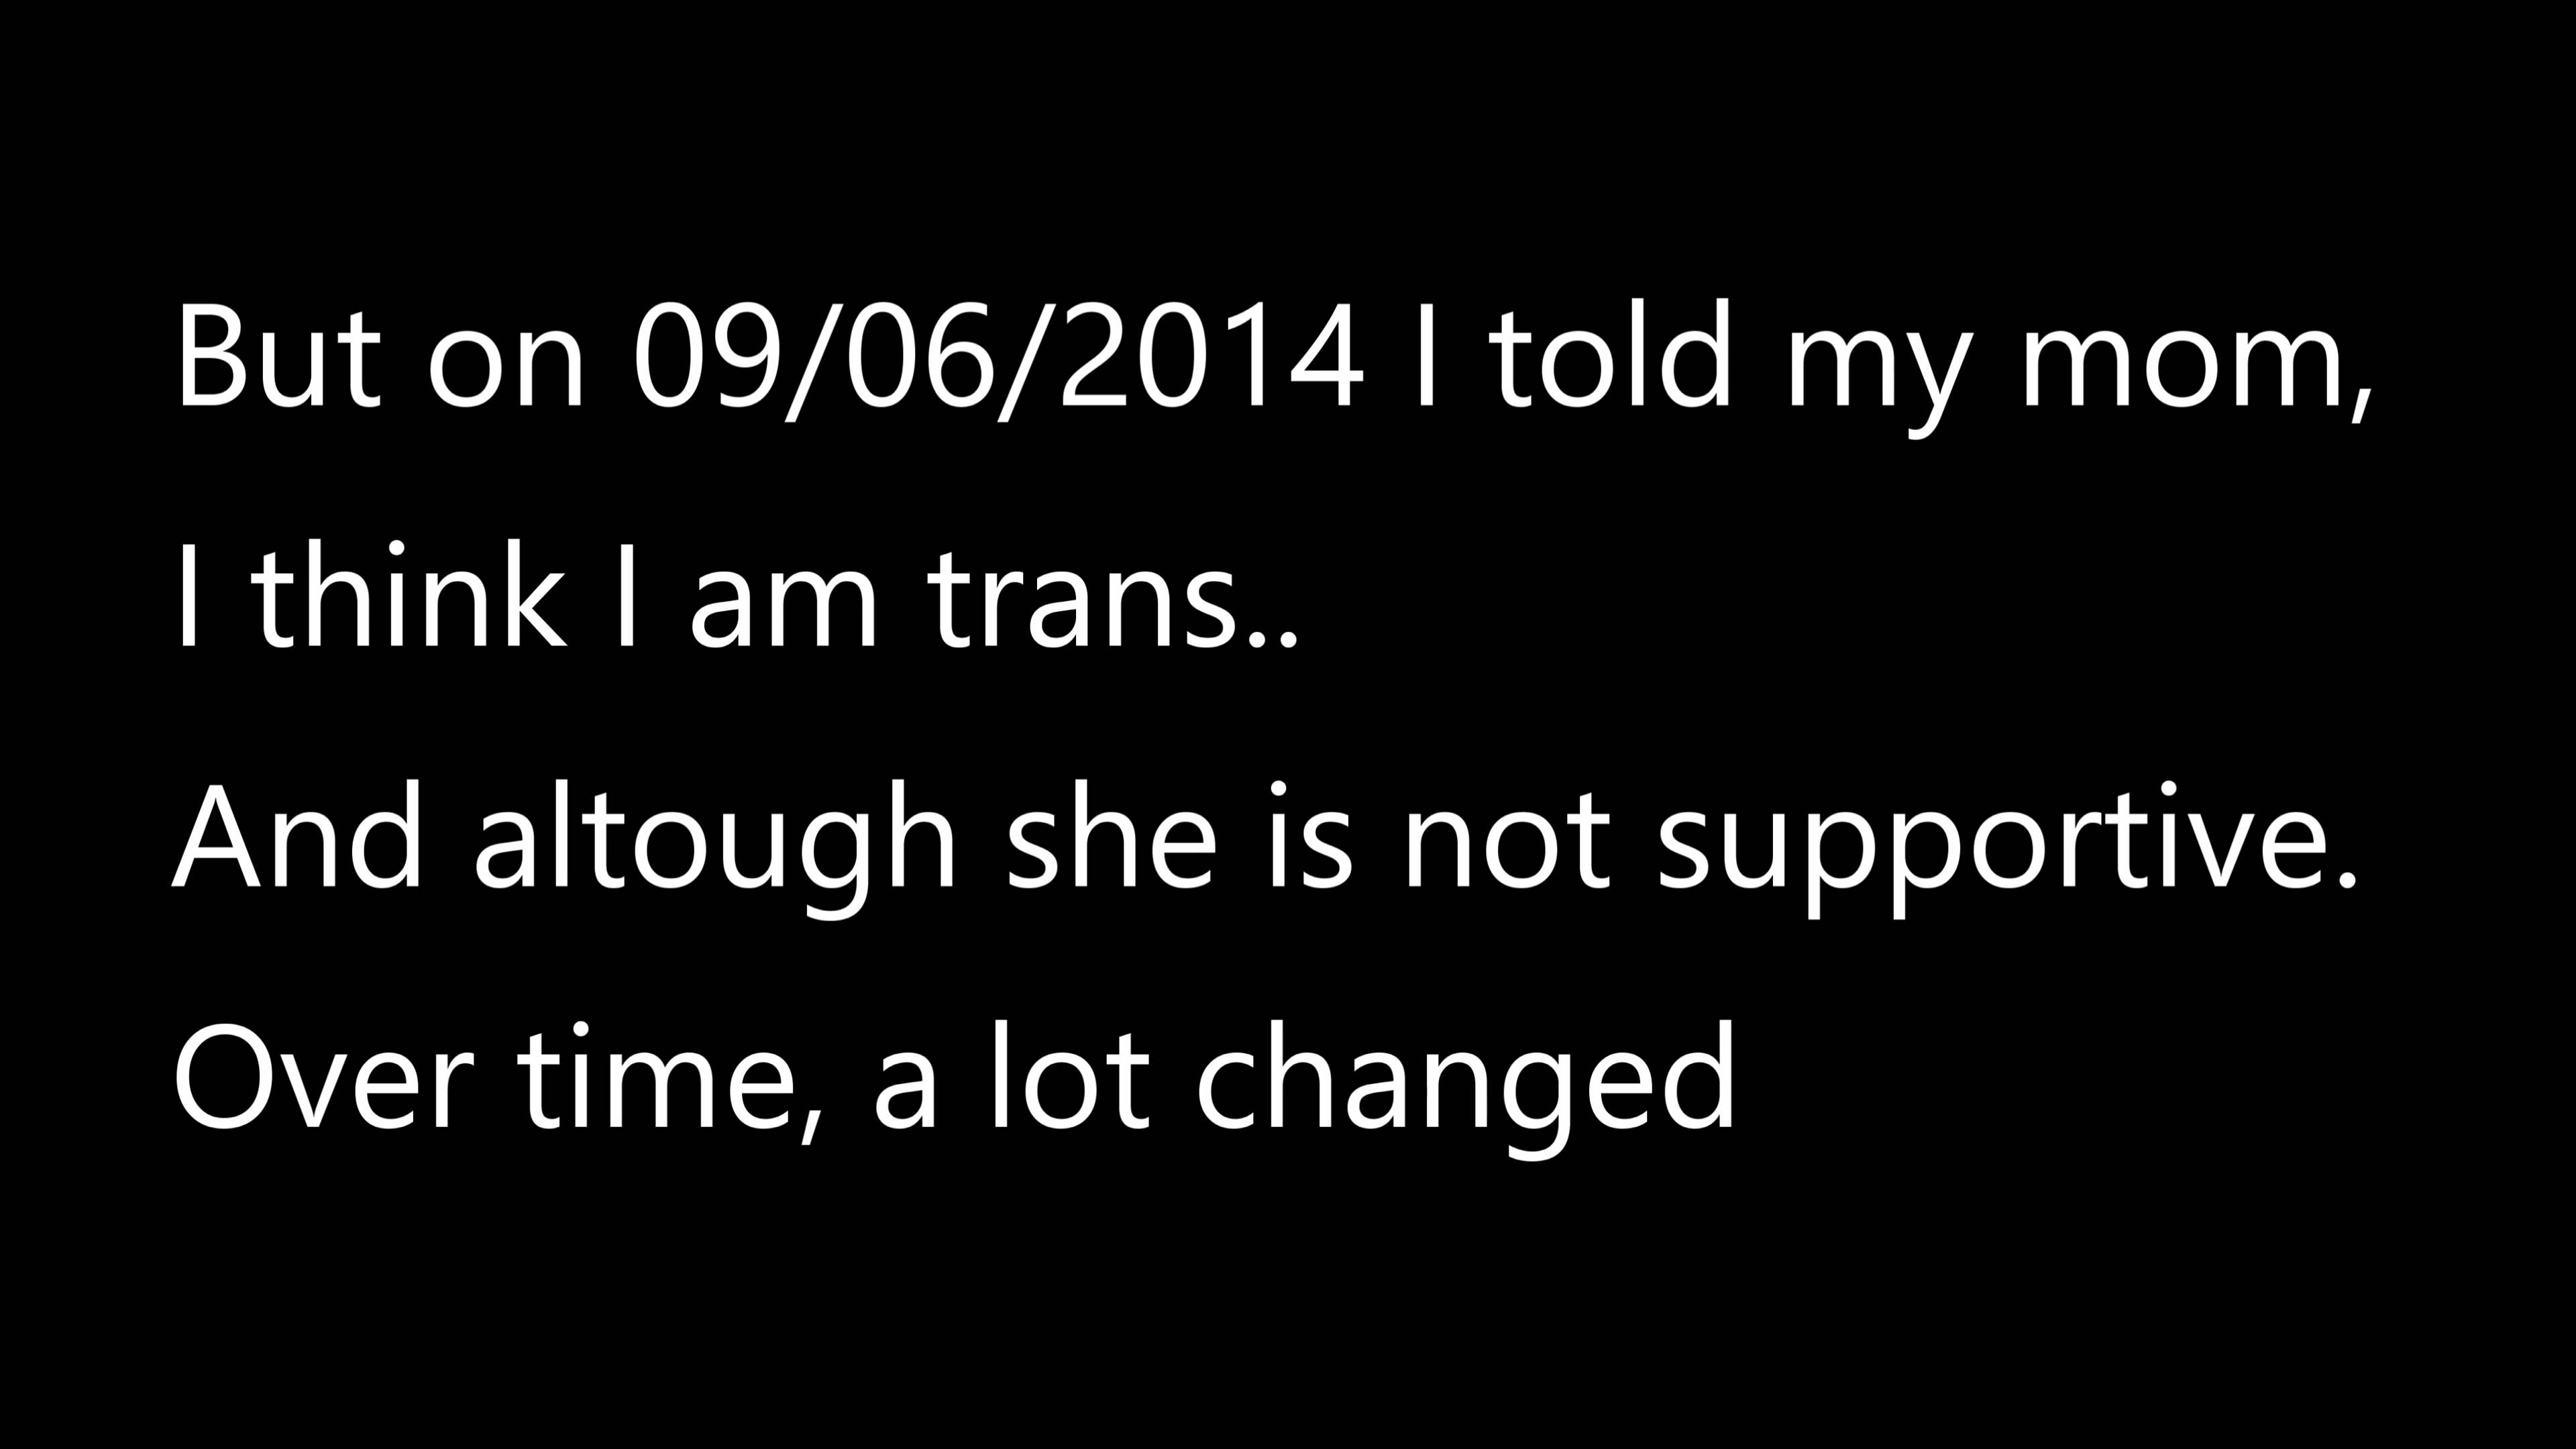 But on 09/06/2014 I told my mom,
I think I am trans..
And altough she is not supportive.
Over time, a lot changed